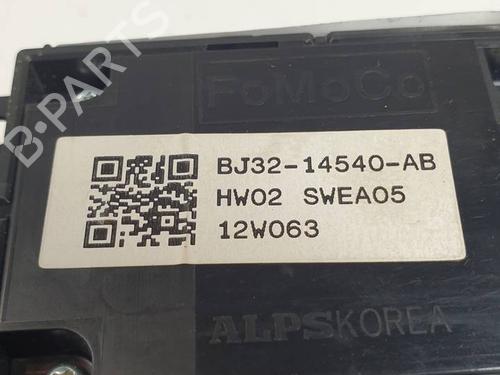 FoMoCo
BJ32-14540-AB
HW02 SWEA05
12W063
ALPSKOREA
B-PARTS